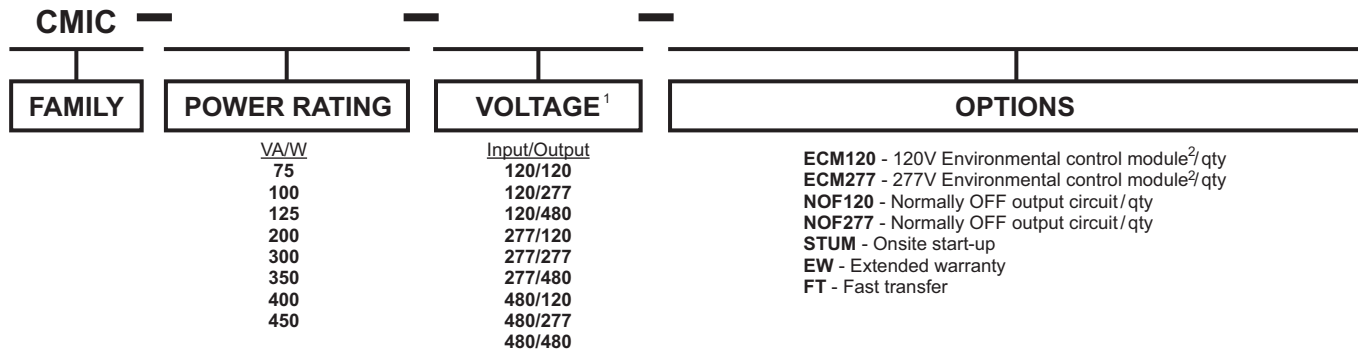 CMIC – – –
FAMILY
POWER RATING
VOLTAGE¹
OPTIONS
VA/W
75
100
125
200
300
350
400
450
Input/Output
120/120
120/277
120/480
277/120
277/277
277/480
480/120
480/277
480/480
ECM120 - 120V Environmental control module²/qty
ECM277 - 277V Environmental control module²/qty
NOF120 - Normally OFF output circuit/qty
NOF277 - Normally OFF output circuit/qty
STUM - Onsite start-up
EW - Extended warranty
FT - Fast transfer